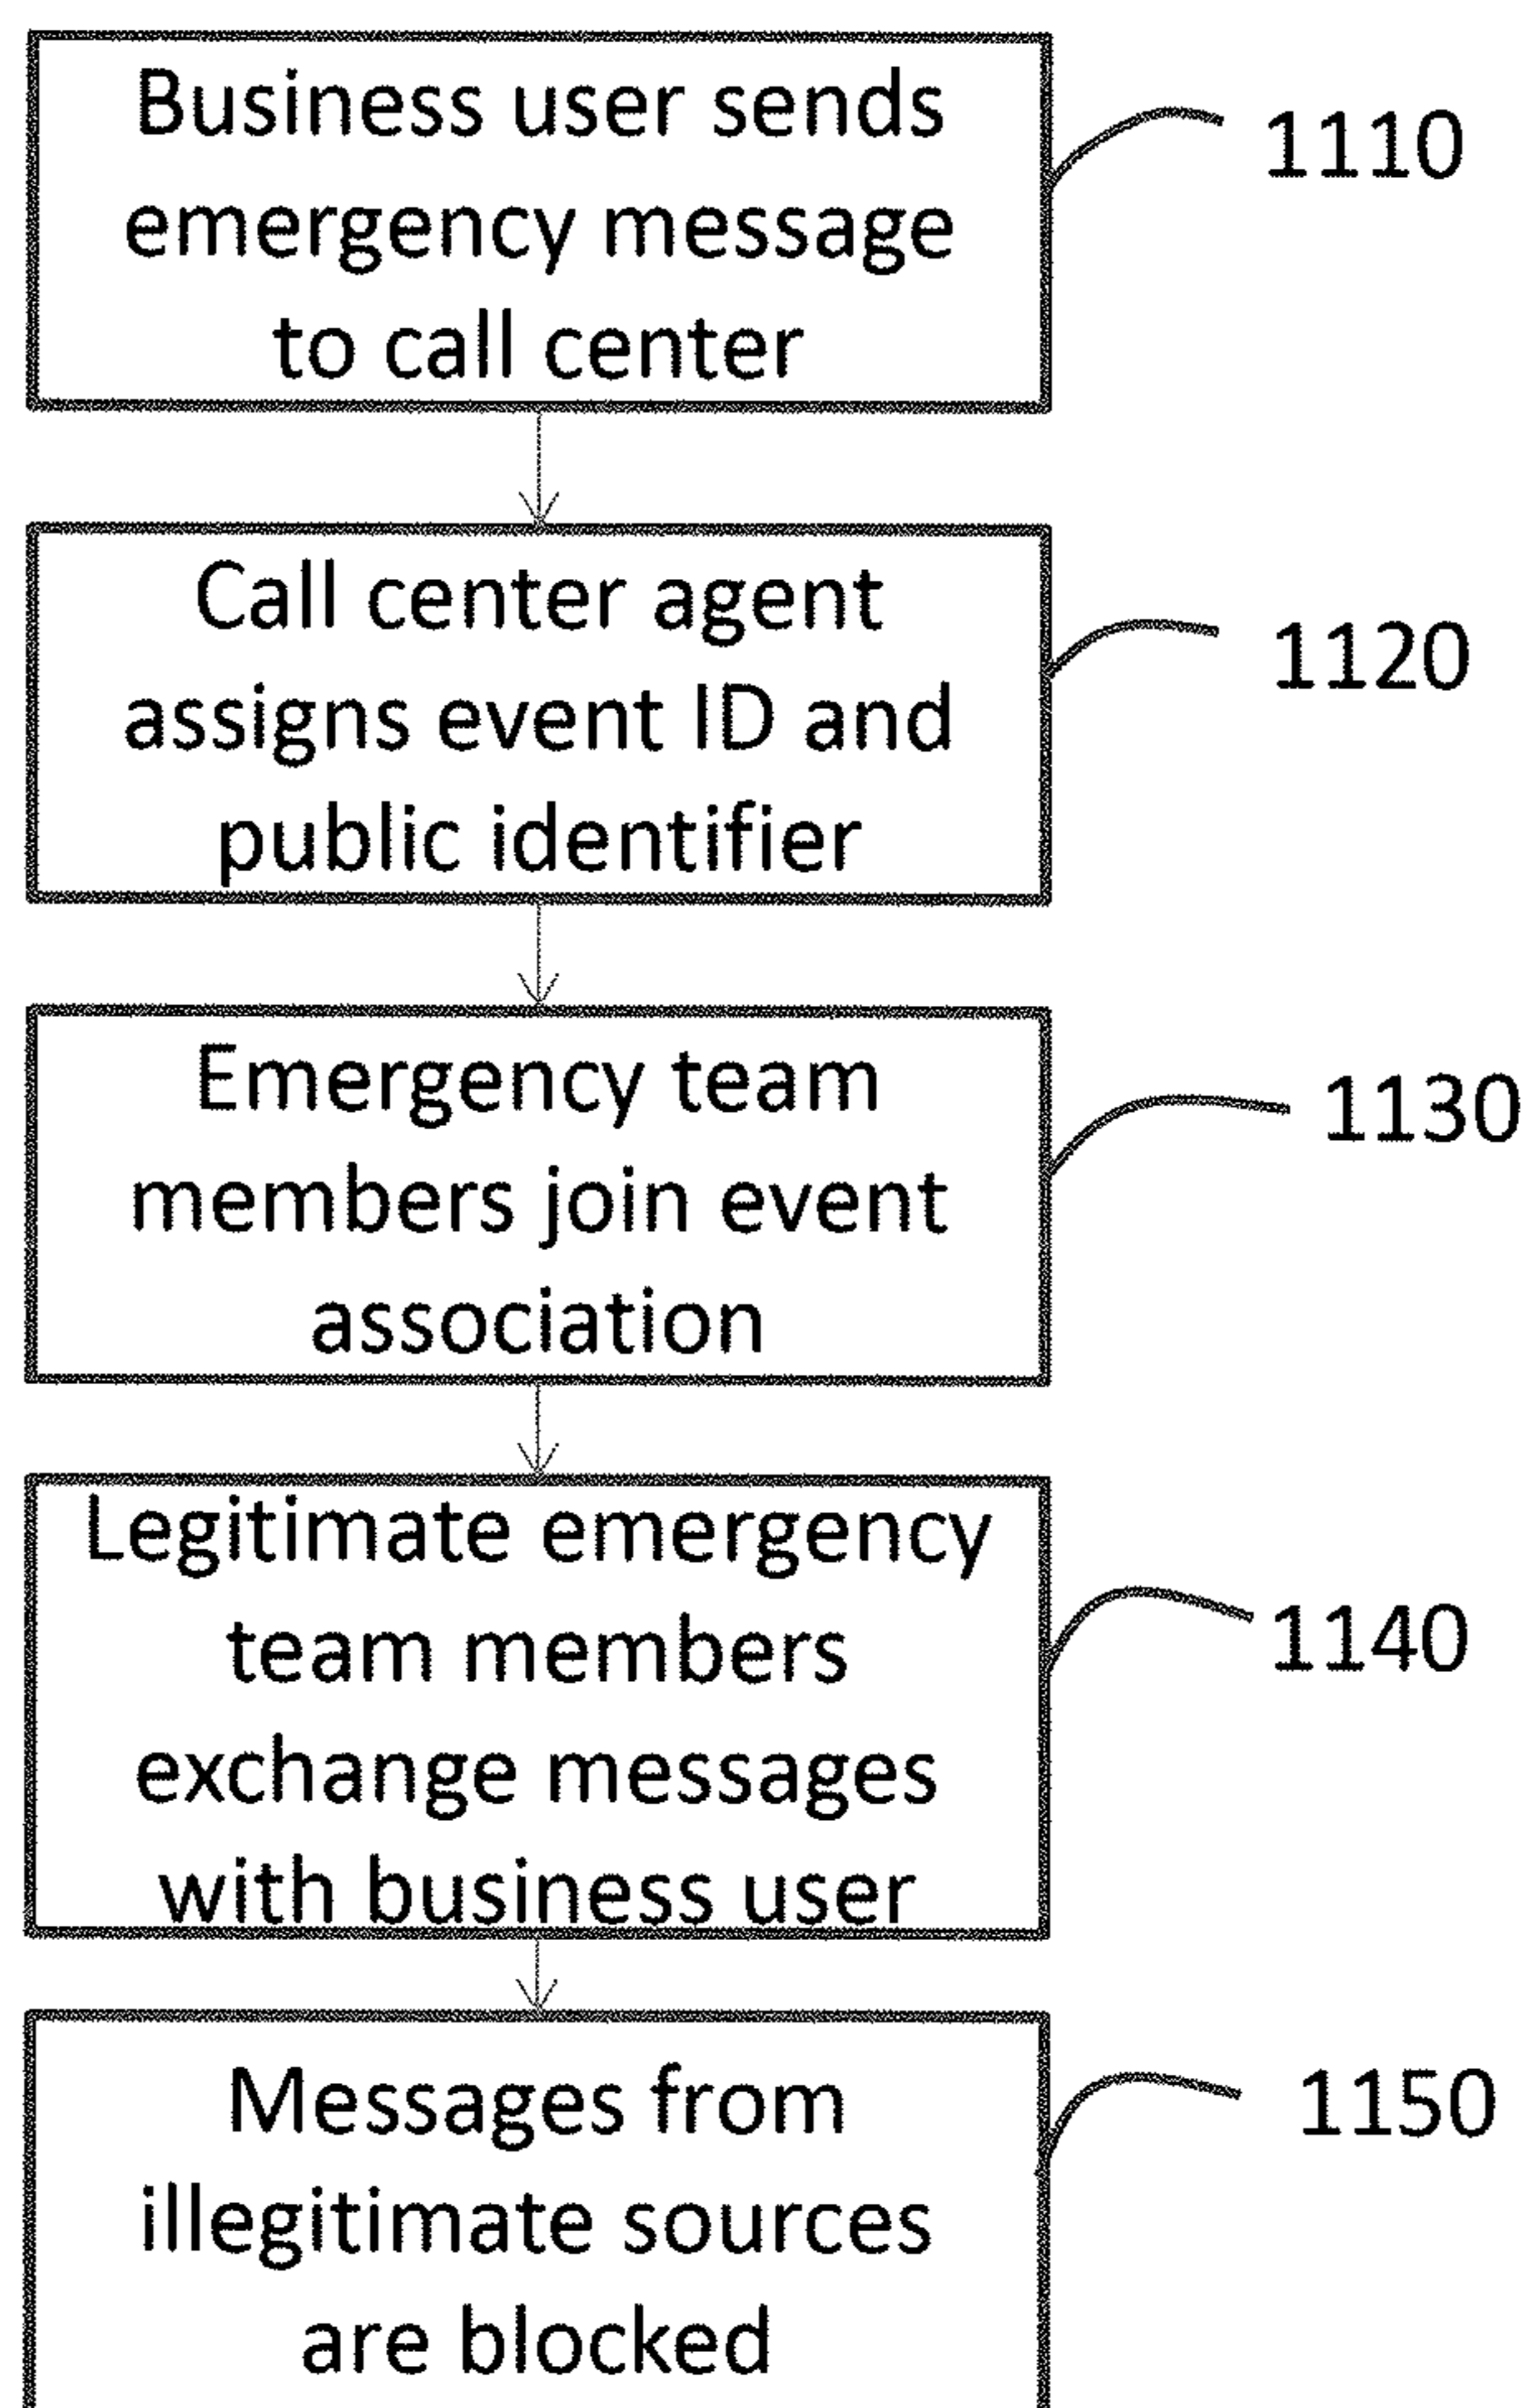 Business user sends
emergency message
to call center
1110
Call center agent
assigns event ID and
public identifier
1120
Emergency team
members join event
association
1130
Legitimate emergency
team members
exchange messages
with business user
1140
Messages from
illegitimate sources
are blocked
1150